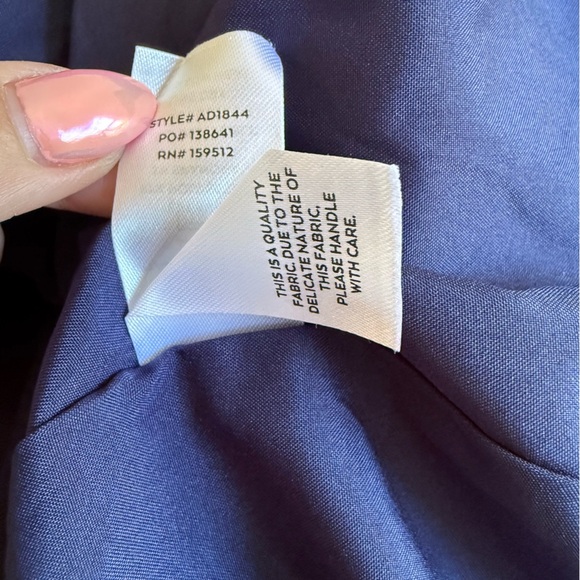 STYLE# AD1844
PO# 138641
RN# 159512
THIS IS A QUALITY
FABRIC. DUE TO THE
DELICATE NATURE OF
THIS FABRIC,
PLEASE HANDLE
WITH CARE.